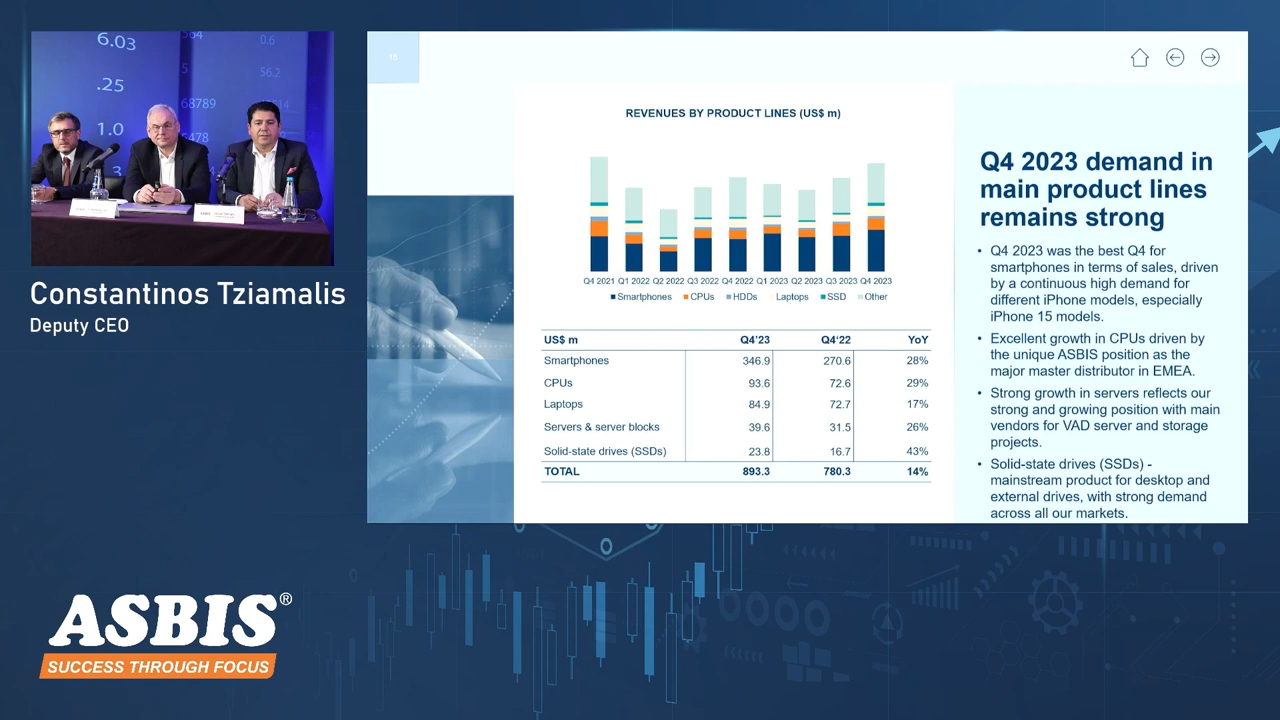 6.03
564
0.6
5
56.2
.25
68789
1.0
5478
Constantinos Tziamalis
Deputy CEO
ASBIS®
SUCCESS THROUGH FOCUS
15
REVENUES BY PRODUCT LINES (US$ m)
Q4 2021 Q1 2022 Q2 2022 Q3 2022 Q4 2022 Q1 2023 Q2 2023 Q3 2023 Q4 2023
Smartphones CPUs HDDs Laptops SSD Other
US$ m Q4'23 Q4'22 YoY
Smartphones 346.9 270.6 28%
CPUs 93.6 72.6 29%
Laptops 84.9 72.7 17%
Servers & server blocks 39.6 31.5 26%
Solid-state drives (SSDs) 23.8 16.7 43%
TOTAL 893.3 780.3 14%
Q4 2023 demand in
main product lines
remains strong
• Q4 2023 was the best Q4 for
smartphones in terms of sales, driven
by a continuous high demand for
different iPhone models, especially
iPhone 15 models.
• Excellent growth in CPUs driven by
the unique ASBIS position as the
major master distributor in EMEA.
• Strong growth in servers reflects our
strong and growing position with main
vendors for VAD server and storage
projects.
• Solid-state drives (SSDs) -
mainstream product for desktop and
external drives, with strong demand
across all our markets.